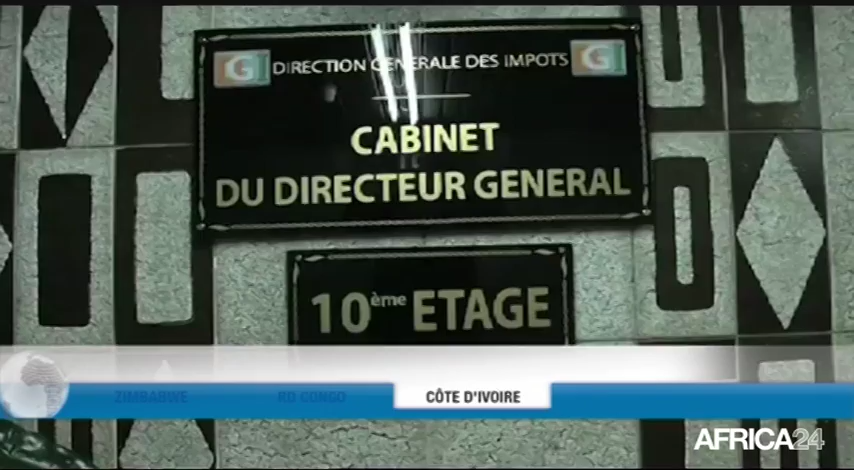 DIRECTION GENERALE DES IMPOTS
CABINET
DU DIRECTEUR GENERAL
10ème ETAGE
ZIMBABWE RD CONGO CÔTE D'IVOIRE
AFRICA24